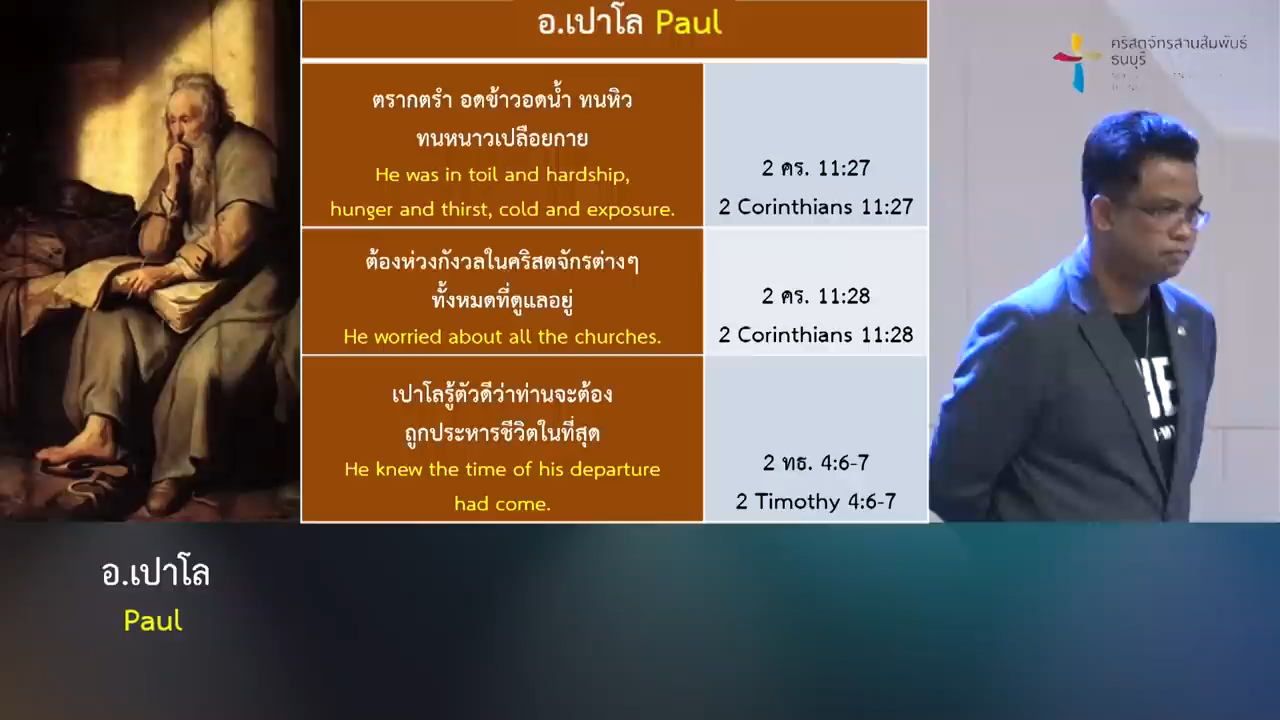 อ.เปาโล Paul
ตรากตรำ อดข้าวอดน้ำ ทนหิว
ทนหนาวเปลือยกาย
He was in toil and hardship,
hunger and thirst, cold and exposure.
2 คร. 11:27
2 Corinthians 11:27
ต้องห่วงกังวลในคริสตจักรต่างๆ
ทั้งหมดที่ดูแลอยู่
He worried about all the churches.
2 คร. 11:28
2 Corinthians 11:28
เปาโลรู้ตัวดีว่าท่านจะต้อง
ถูกประหารชีวิตในที่สุด
He knew the time of his departure
had come.
2 ทธ. 4:6-7
2 Timothy 4:6-7
คริสตจักรสานสัมพันธ์
ธนบุรี
อ.เปาโล
Paul